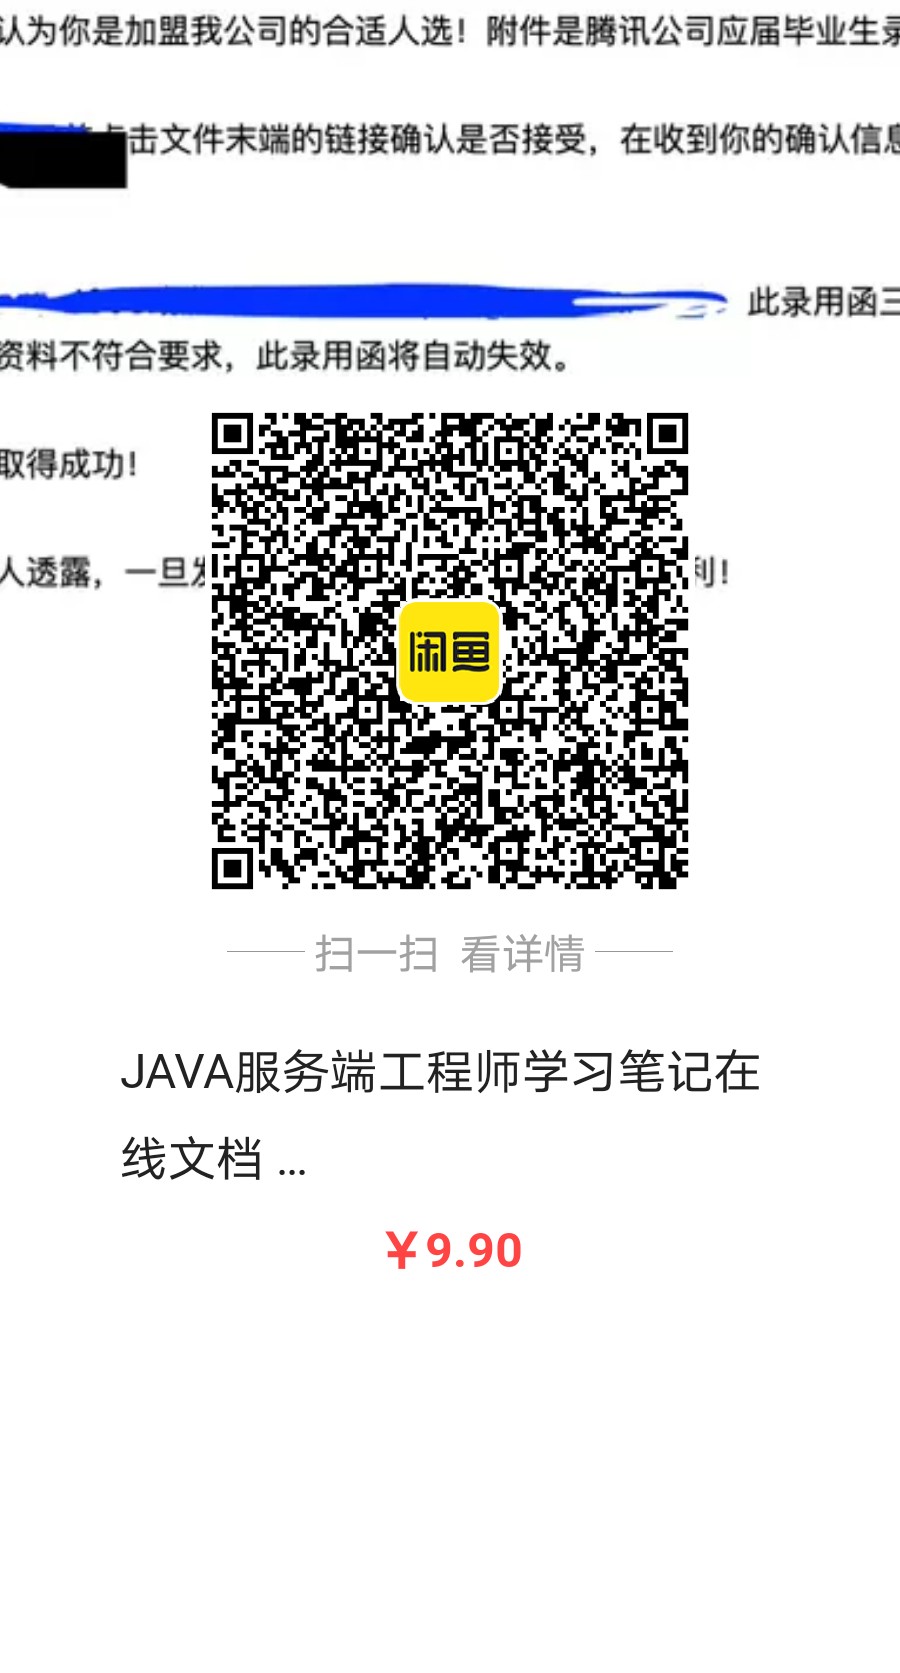 认为你是加盟我公司的合适人选！附件是腾讯公司应届毕业生录
击文件末端的链接确认是否接受，在收到你的确认信息
此录用函三
资料不符合要求，此录用函将自动失效。
取得成功！
人透露，一旦发 利！
闲鱼
扫一扫 看详情
JAVA服务端工程师学习笔记在
线文档 ...
￥9.90